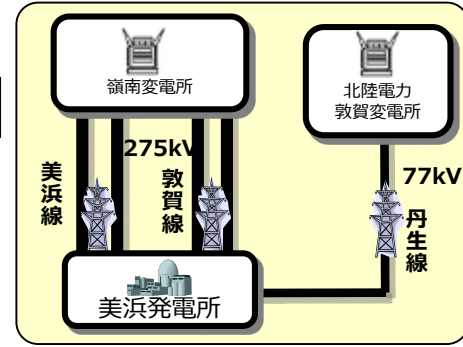 嶺南変電所
北陸電力
敦賀変電所
275kV
77kV
美浜線
敦賀線
丹生線
美浜発電所